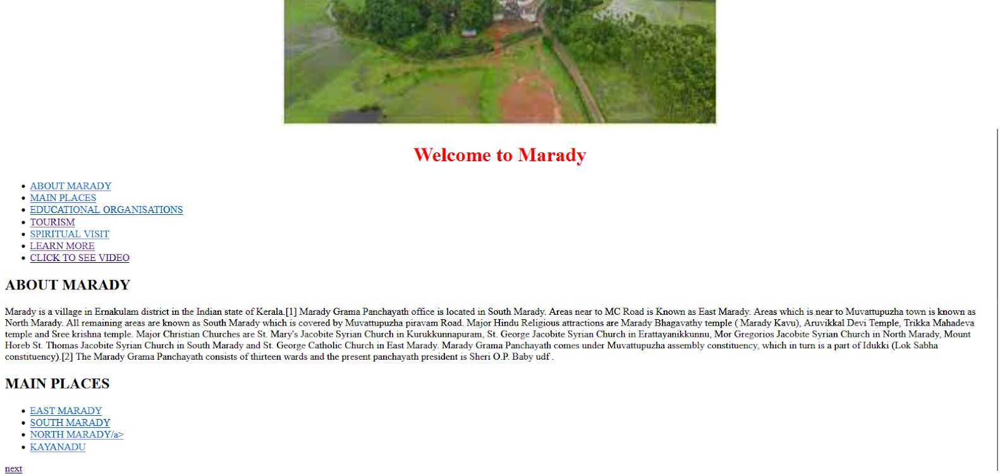 Welcome to Marady
ABOUT MARADY
MAIN PLACES
EDUCATIONAL ORGANISATIONS
TOURISM
SPIRITUAL VISIT
LEARN MORE
CLICK TO SEE VIDEO
ABOUT MARADY
Marady is a village in Ernakulam district in the Indian state of Kerala.[1] Marady Grama Panchayath office is located in South Marady. Areas near to MC Road is Known as East Marady. Areas which is near to Muvattupuzha town is known as
North Marady. All remaining areas are known as South Marady which is covered by Muvattupuzha piravam Road. Major Hindu Religious attractions are Marady Bhagavathy temple ( Marady Kavu), Aruvikkal Devi Temple, Trikka Mahadeva
temple and Sree krishna temple. Major Christian Churches are St. Mary's Jacobite Syrian Church in Kurukkunnapuram, St. George Jacobite Syrian Church in Erattayanikkunnu, Mor Gregorios Jacobite Syrian Church in North Marady, Mount
Horeb St. Thomas Jacobite Syrian Church in South Marady and St. George Catholic Church in East Marady. Marady Grama Panchayath comes under Muvattupuzha assembly constituency, which in turn is a part of Idukki (Lok Sabha
constituency).[2] The Marady Grama Panchayath consists of thirteen wards and the present panchayath president is Sheri O.P. Baby udf .
MAIN PLACES
EAST MARADY
SOUTH MARADY
NORTH MARADY/a>
KAYANADU
next